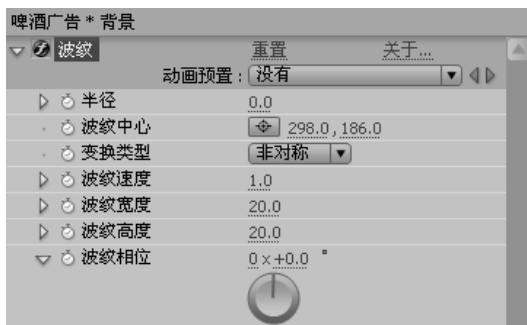 啤酒广告 * 背景
波纹 重置 关于...
动画预置：没有
半径 0.0
波纹中心 298.0,186.0
变换类型 非对称
波纹速度 1.0
波纹宽度 20.0
波纹高度 20.0
波纹相位 0×+0.0 °